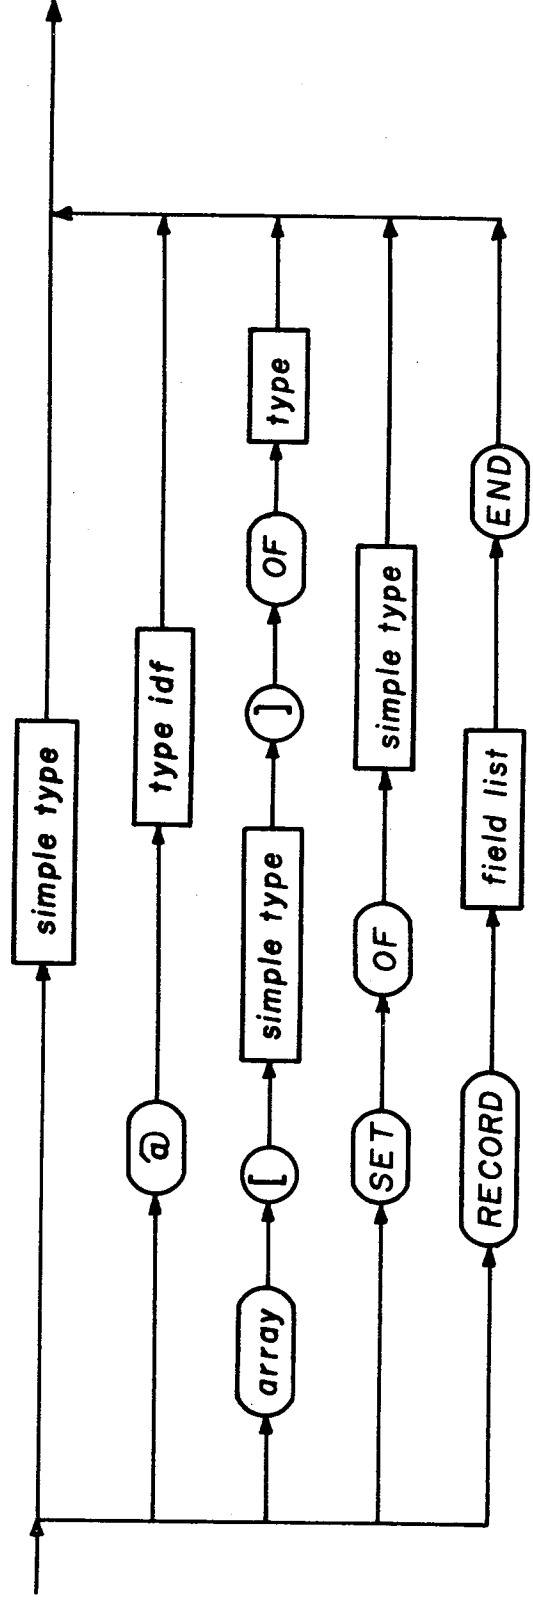 simple type
@ type idf
array [ simple type ] OF type
SET OF simple type
RECORD field list END